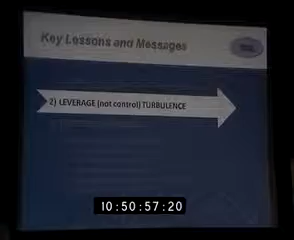 Key Lessons and Messages
2) LEVERAGE (not control) TURBULENCE
10:50:57:20